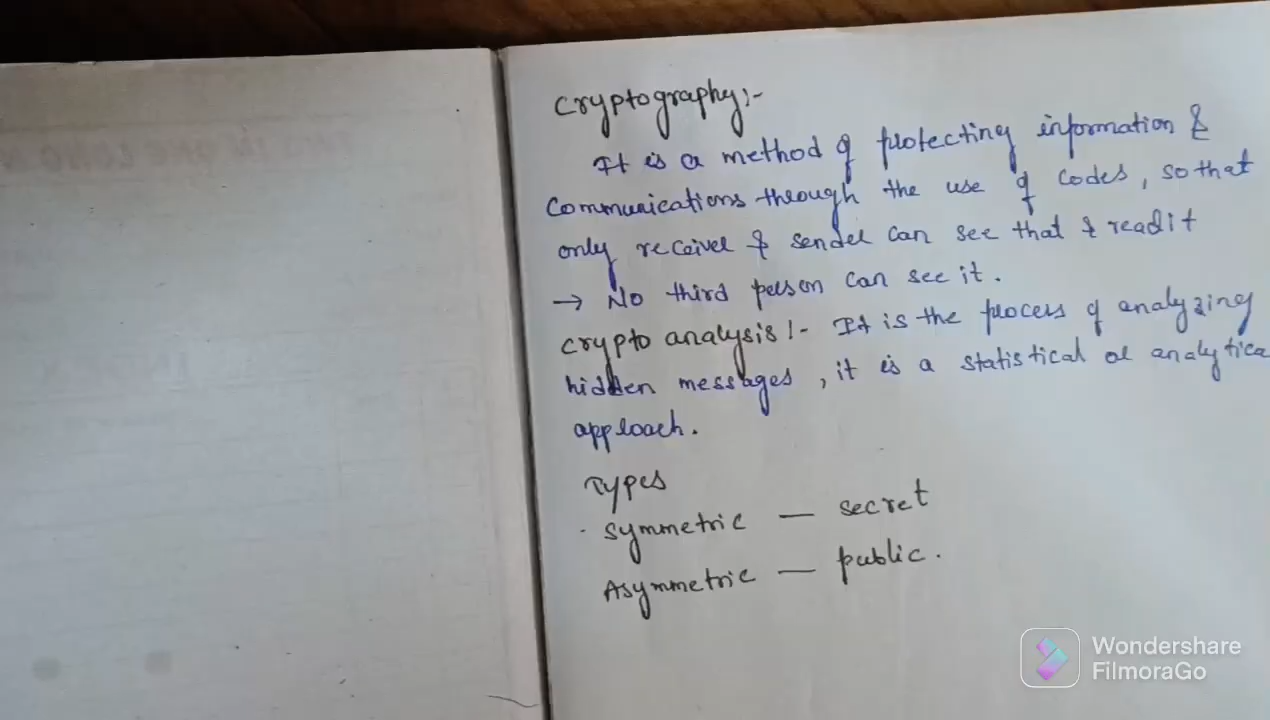 Cryptography:-
It is a method of protecting information &
Communications through the use of codes, so that
only receiver & sender can see that & read it
→ No third person can see it.
Crypto analysis:- It is the process of analyzing
hidden messages, it is a statistical or analytica
approach.
Types
· Symmetric — secret
Asymmetric — public.
Wondershare
FilmoraGo